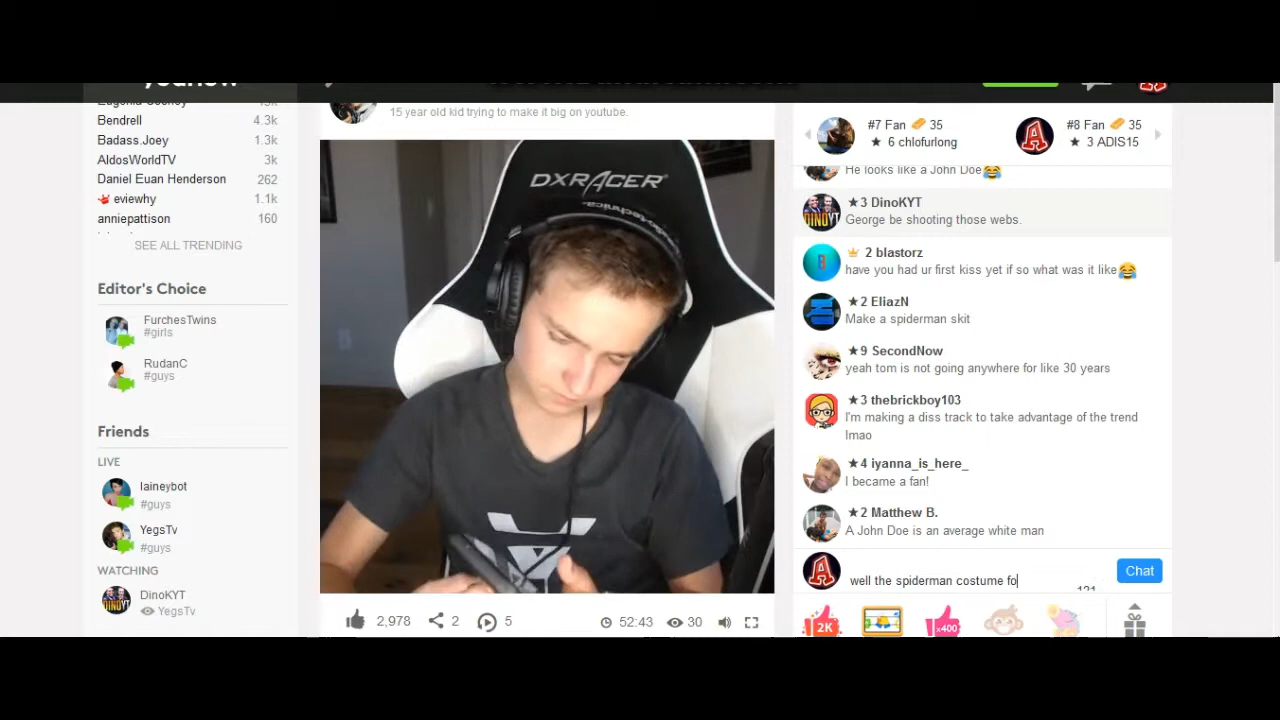 Bendrell 4.3k
Badass.Joey 1.3k
AldosWorldTV 3k
Daniel Euan Henderson 262
eviewhy 1.1k
anniepattison 160
SEE ALL TRENDING
Editor's Choice
FurchesTwins
#girls
RudanC
#guys
Friends
LIVE
laineybot
#guys
YegsTv
#guys
WATCHING
DinoKYT
YegsTv
15 year old kid trying to make it big on youtube.
DXRACER
audio-technica
2,978
2
5
52:43
30
#7 Fan 35
★ 6 chlofurlong
#8 Fan 35
★ 3 ADIS15
He looks like a John Doe😂
★3 DinoKYT
George be shooting those webs.
2 blastorz
have you had ur first kiss yet if so what was it like😂
★2 EliazN
Make a spiderman skit
★9 SecondNow
yeah tom is not going anywhere for like 30 years
★3 thebrickboy103
I'm making a diss track to take advantage of the trend
lmao
★4 iyanna_is_here_
I became a fan!
★2 Matthew B.
A John Doe is an average white man
well the spiderman costume fo
Chat
2K
x400